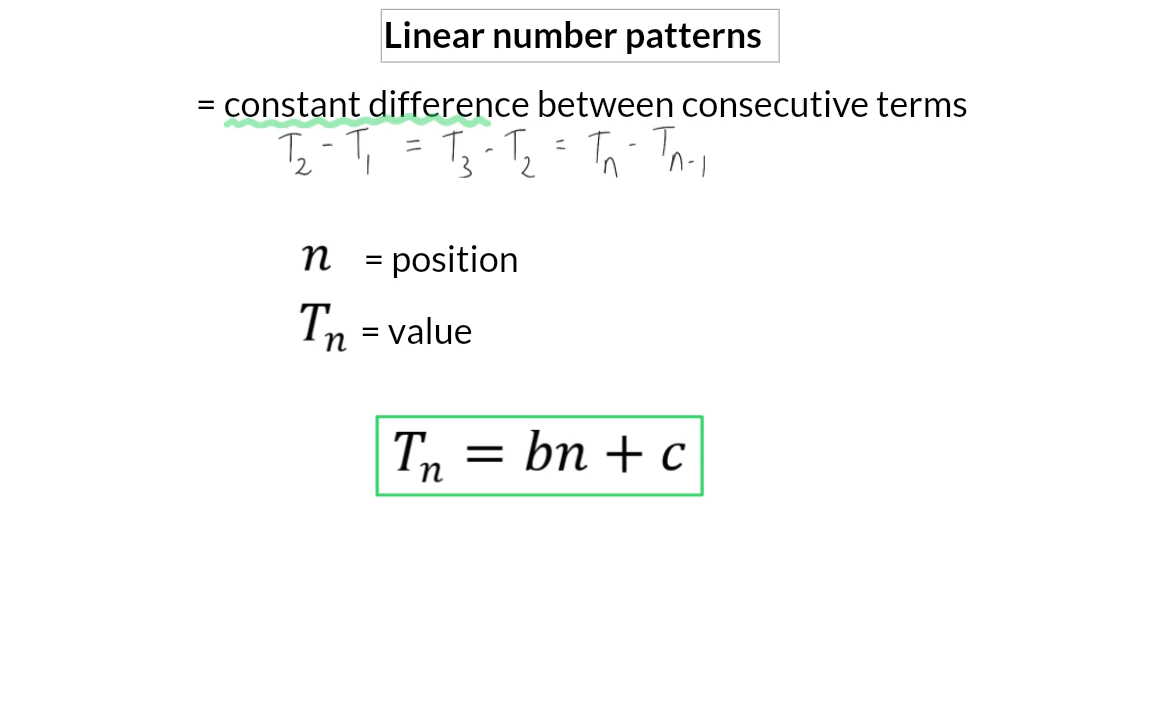 Linear number patterns
= constant difference between consecutive terms
T₂ - T₁ = T₃ - T₂ = Tₙ - Tₙ₋₁
n = position
Tₙ = value
Tₙ = bn + c